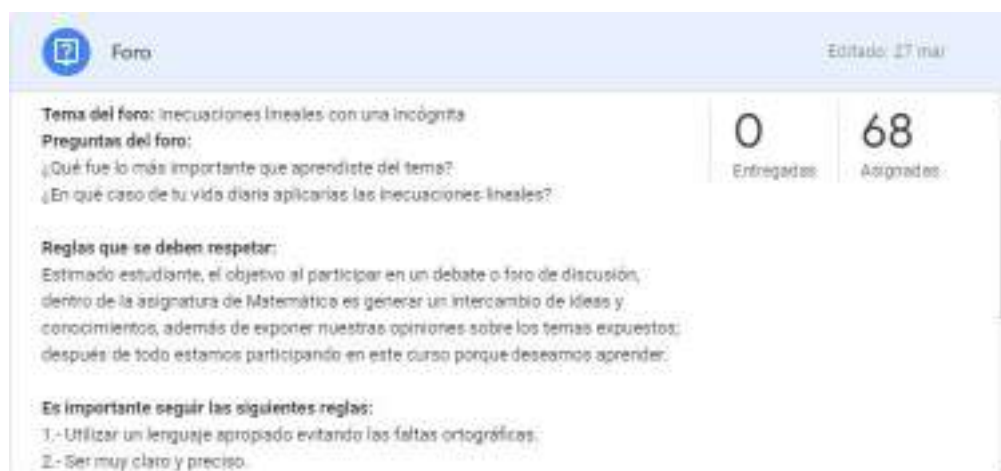 Foro
Editado: 27 mar
Tema del foro: Inecuaciones lineales con una incógnita
Preguntas del foro:
¿Qué fue lo más importante que aprendiste del tema?
¿En qué caso de tu vida diaria aplicarías las inecuaciones lineales?
0
Entregadas
68
Asignadas
Reglas que se deben respetar:
Estimado estudiante, el objetivo al participar en un debate o foro de discusión,
dentro de la asignatura de Matemática es generar un intercambio de ideas y
conocimientos, además de exponer nuestras opiniones sobre los temas expuestos;
después de todo estamos participando en este curso porque deseamos aprender.
Es importante seguir las siguientes reglas:
1.- Utilizar un lenguaje apropiado evitando las faltas ortográficas.
2.- Ser muy claro y preciso.